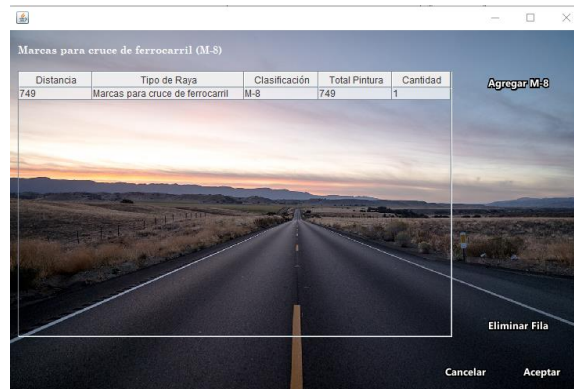 Marcas para cruce de ferrocarril (M-8)
Distancia Tipo de Raya Clasificación Total Pintura Cantidad
749 Marcas para cruce de ferrocarril M-8 749 1
Agregar M-8
Eliminar Fila
Cancelar Aceptar